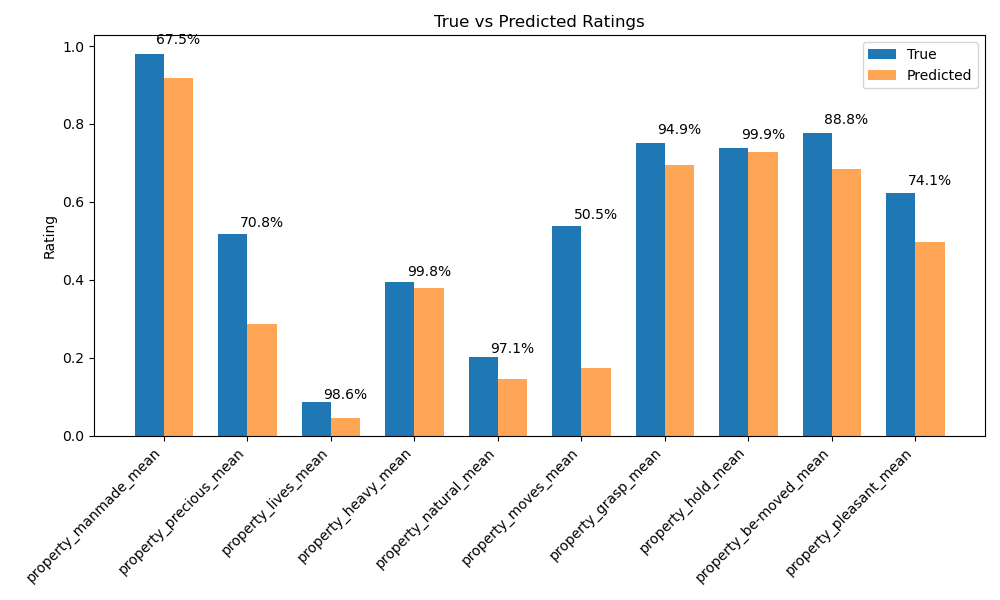 True vs Predicted Ratings
True
Predicted
Rating
1.0
0.8
0.6
0.4
0.2
0.0
67.5%
70.8%
98.6%
99.8%
97.1%
50.5%
94.9%
99.9%
88.8%
74.1%
property_manmade_mean
property_precious_mean
property_lives_mean
property_heavy_mean
property_natural_mean
property_moves_mean
property_grasp_mean
property_hold_mean
property_be-moved_mean
property_pleasant_mean